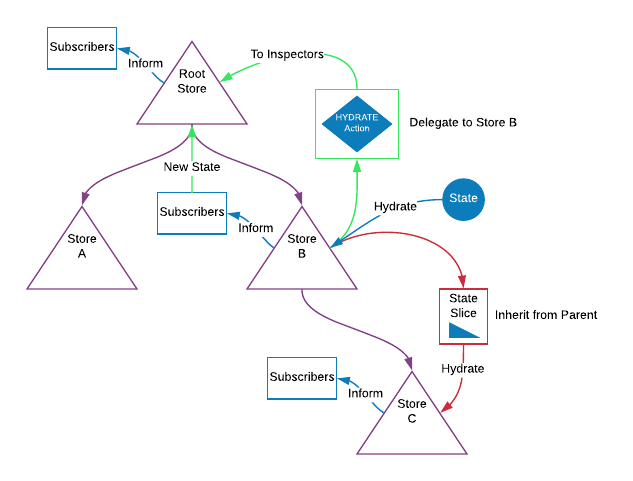 Subscribers
Inform
Root
Store
To Inspectors
HYDRATE
Action
Delegate to Store B
New State
Subscribers
Inform
Hydrate
State
Store
A
Store
B
State
Slice
Inherit from Parent
Hydrate
Subscribers
Inform
Store
C